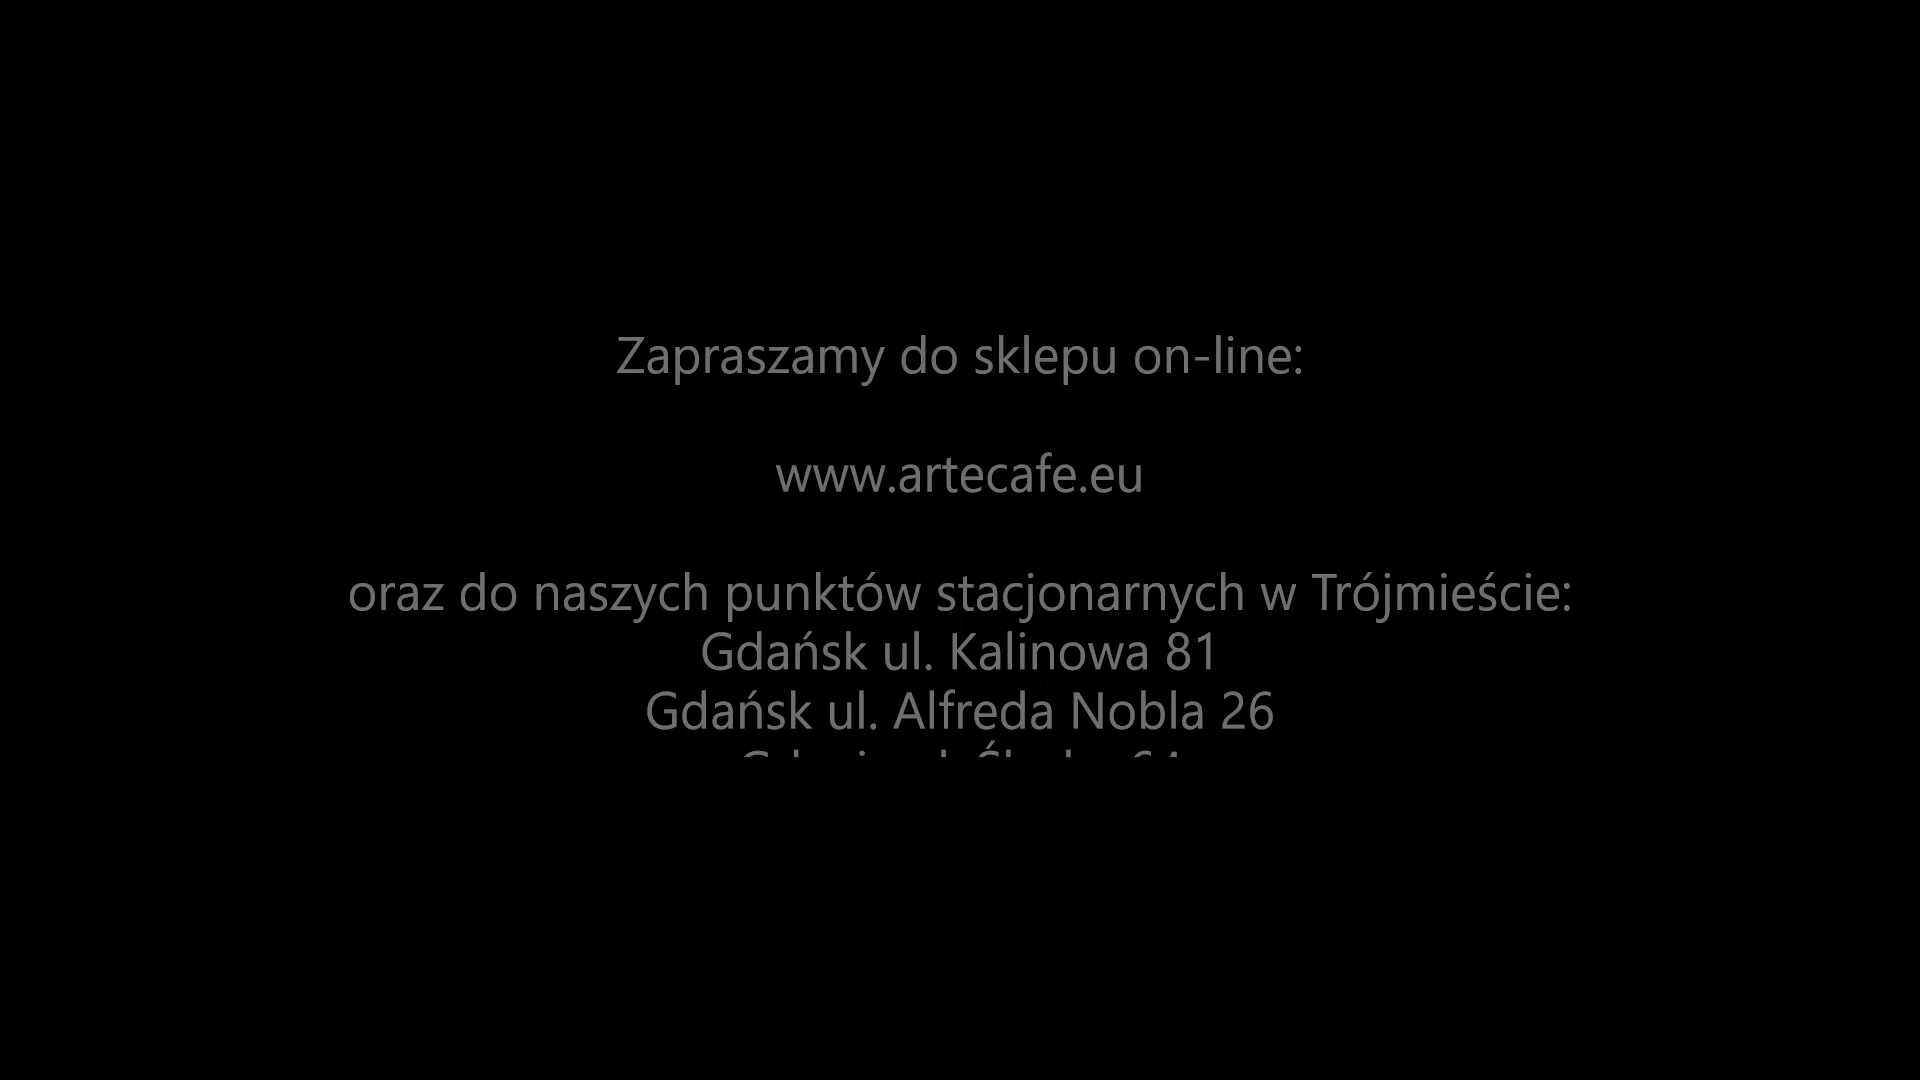 Zapraszamy do sklepu on-line:
www.artecafe.eu
oraz do naszych punktów stacjonarnych w Trójmieście:
Gdańsk ul. Kalinowa 81
Gdańsk ul. Alfreda Nobla 26